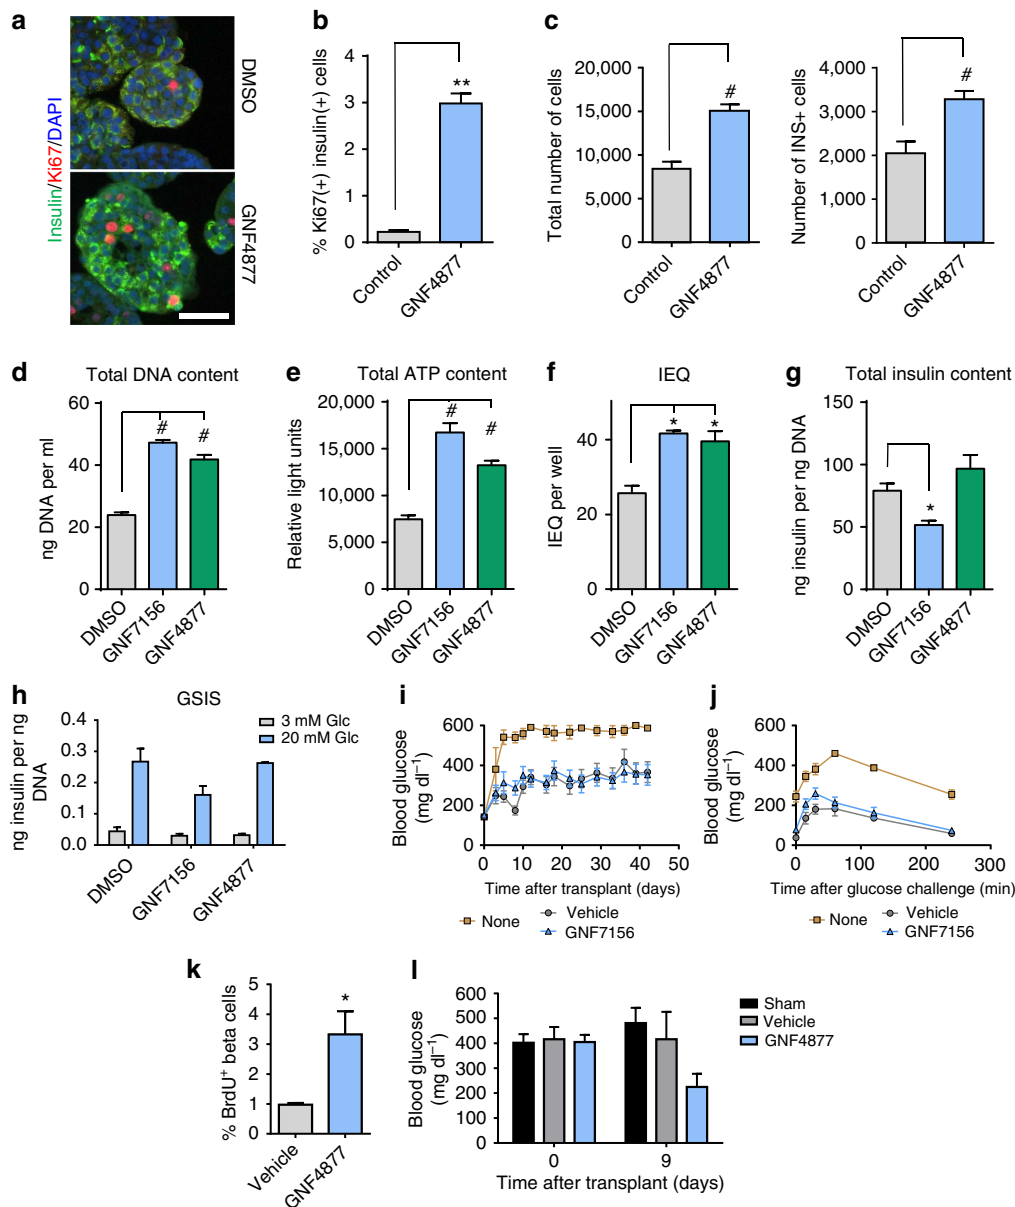 a
Insulin/Ki67/DAPI
DMSO
GNF4877
b
% Ki67(+) insulin(+) cells
4
3
2
1
0
**
Control
GNF4877
c
Total number of cells
20,000
15,000
10,000
5,000
0
#
Control
GNF4877
Number of INS+ cells
4,000
3,000
2,000
1,000
0
#
Control
GNF4877
d
Total DNA content
ng DNA per ml
60
40
20
0
#
#
DMSO
GNF7156
GNF4877
e
Total ATP content
Relative light units
20,000
15,000
10,000
5,000
0
#
#
DMSO
GNF7156
GNF4877
f
IEQ
IEQ per well
40
20
0
*
*
DMSO
GNF7156
GNF4877
g
Total insulin content
ng insulin per ng DNA
150
100
50
0
*
DMSO
GNF7156
GNF4877
h
GSIS
ng insulin per ng
DNA
0.4
0.3
0.2
0.1
0.0
3 mM Glc
20 mM Glc
DMSO
GNF7156
GNF4877
i
Blood glucose
(mg dl⁻¹)
600
400
200
0
0 10 20 30 40 50
Time after transplant (days)
None
Vehicle
GNF7156
j
Blood glucose
(mg dl⁻¹)
600
400
200
0
0 100 200 300
Time after glucose challenge (min)
None
Vehicle
GNF7156
k
% BrdU⁺ beta cells
5
4
3
2
1
0
*
Vehicle
GNF4877
l
Blood glucose
(mg dl⁻¹)
600
500
400
300
200
100
0
0 9
Time after transplant (days)
Sham
Vehicle
GNF4877